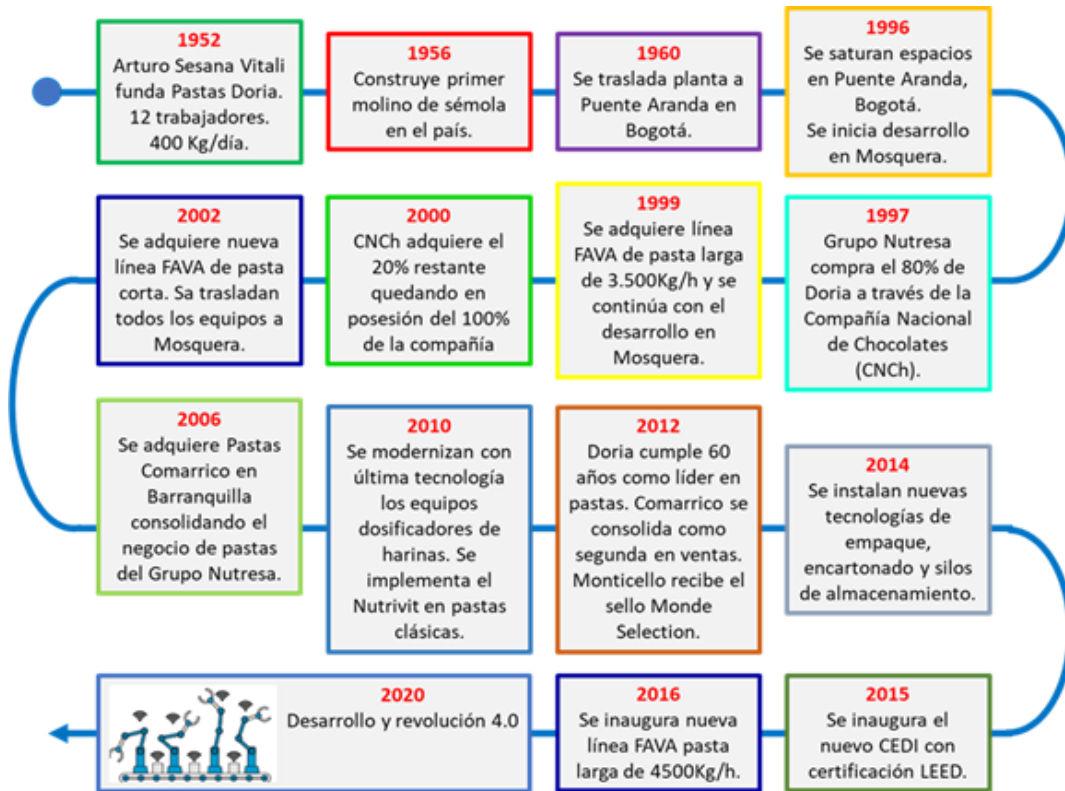 1952
Arturo Sesana Vitali
funda Pastas Doria.
12 trabajadores.
400 Kg/día.
1956
Construye primer
molino de sémola
en el país.
1960
Se traslada planta a
Puente Aranda en
Bogotá.
1996
Se saturan espacios
en Puente Aranda,
Bogotá.
Se inicia desarrollo
en Mosquera.
1997
Grupo Nutresa
compra el 80% de
Doria a través de la
Compañía Nacional
de Chocolates
(CNCh).
1999
Se adquiere línea
FAVA de pasta larga
de 3.500Kg/h y se
continúa con el
desarrollo en
Mosquera.
2000
CNCh adquiere el
20% restante
quedando en
posesión del 100%
de la compañía
2002
Se adquiere nueva
línea FAVA de pasta
corta. Sa trasladan
todos los equipos a
Mosquera.
2006
Se adquiere Pastas
Comarrico en
Barranquilla
consolidando el
negocio de pastas
del Grupo Nutresa.
2010
Se modernizan con
última tecnología
los equipos
dosificadores de
harinas. Se
implementa el
Nutrivit en pastas
clásicas.
2012
Doria cumple 60
años como líder en
pastas. Comarrico se
consolida como
segunda en ventas.
Monticello recibe el
sello Monde
Selection.
2014
Se instalan nuevas
tecnologías de
empaque,
encartonado y silos
de almacenamiento.
2015
Se inaugura el
nuevo CEDI con
certificación LEED.
2016
Se inaugura nueva
línea FAVA pasta
larga de 4500Kg/h.
2020
Desarrollo y revolución 4.0